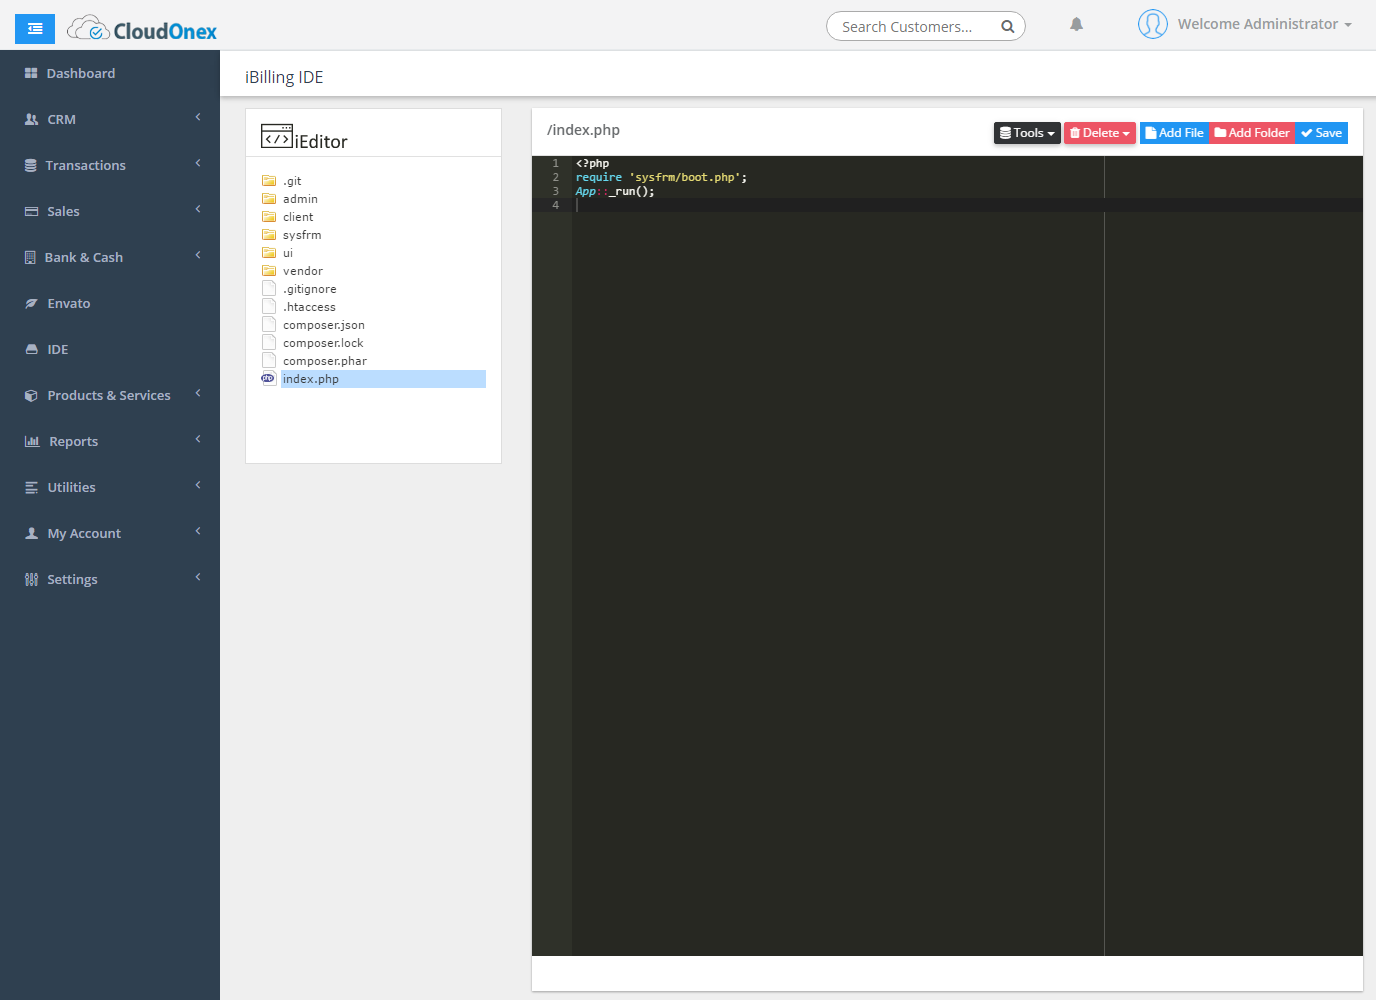 CloudOnex
Search Customers...
Welcome Administrator
Dashboard
CRM
Transactions
Sales
Bank & Cash
Envato
IDE
Products & Services
Reports
Utilities
My Account
Settings
iBilling IDE
iEditor
.git
admin
client
sysfrm
ui
vendor
.gitignore
.htaccess
composer.json
composer.lock
composer.phar
php index.php
/index.php
Tools Delete Add File Add Folder Save
1 <?php
2 require 'sysfrm/boot.php';
3 App::_run();
4